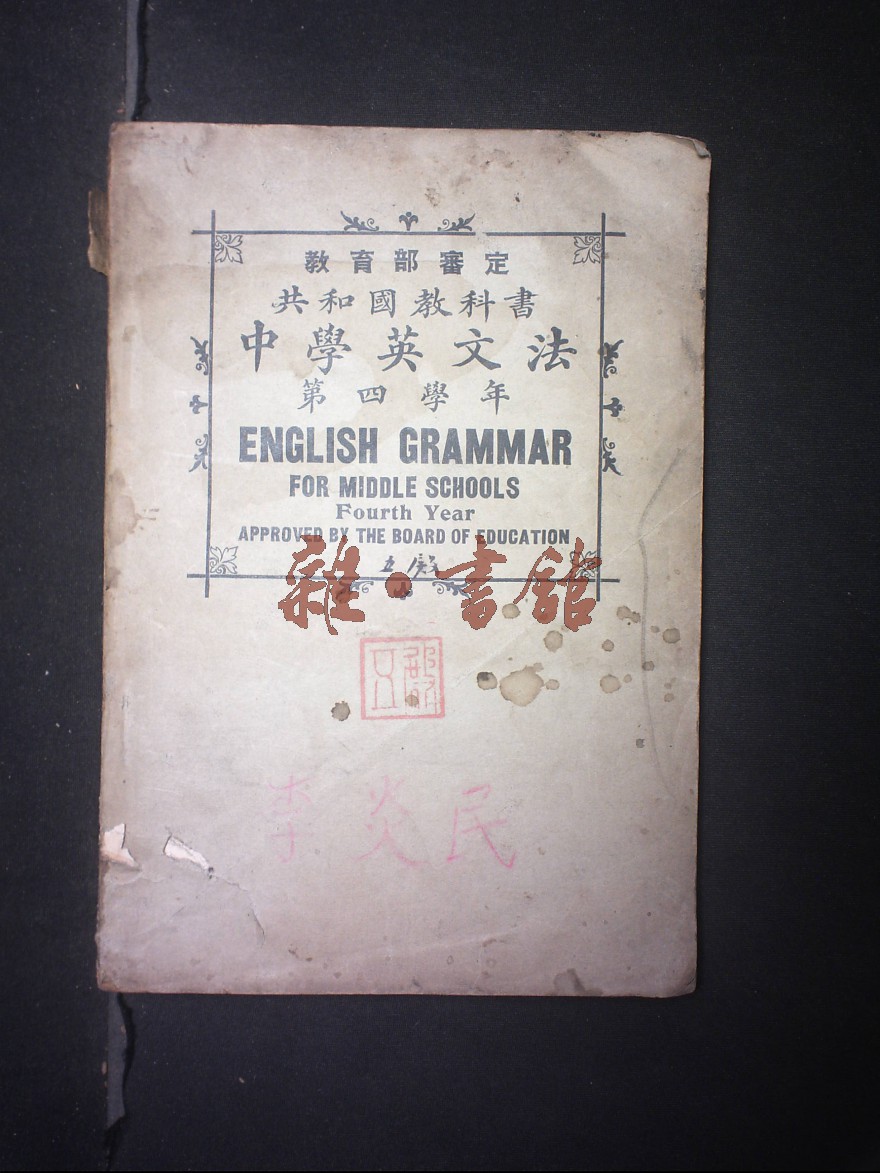 教育部審定
共和國教科書
中學英文法
第四學年
ENGLISH GRAMMAR
FOR MIDDLE SCHOOLS
Fourth Year
APPROVED BY THE BOARD OF EDUCATION
雜·書館
李炎民